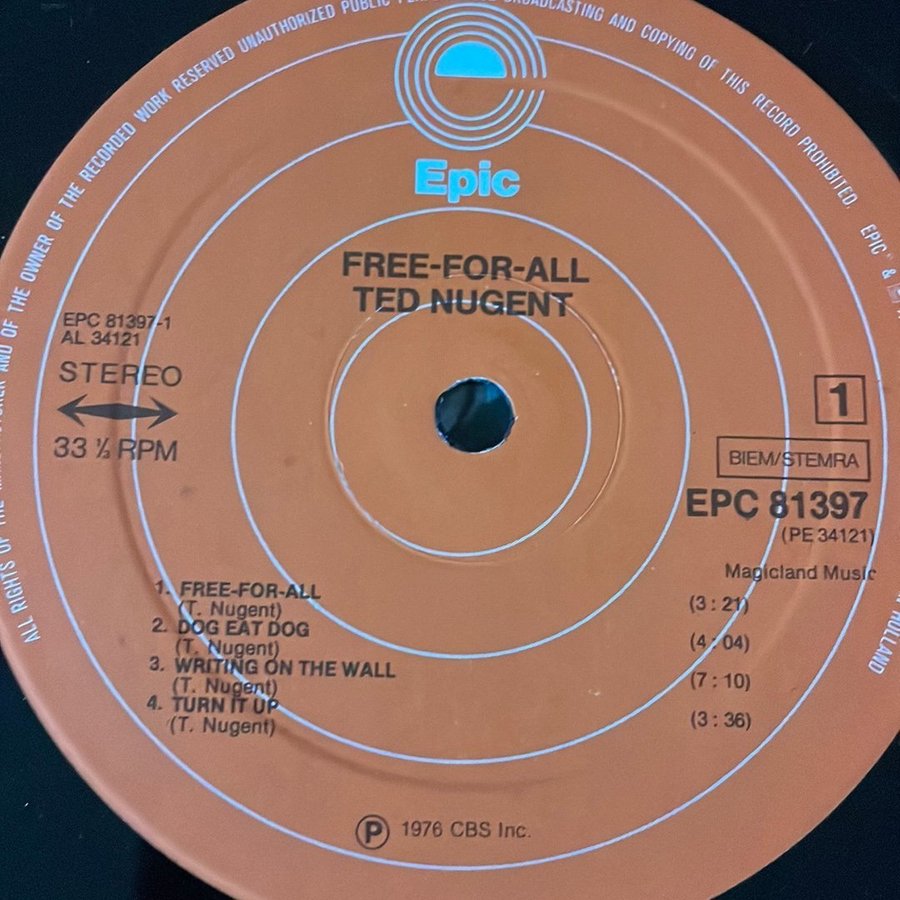 ALL RIGHTS OF THE
AND OF THE OWNER OF THE RECORDED WORK RESERVED UNAUTHORIZED PUBLIC
BROADCASTING AND COPYING OF THIS RECORD PROHIBITED.
EPIC &
HOLLAND
Epic
FREE-FOR-ALL
TED NUGENT
EPC 81397-1
AL 34121
STEREO
33 ⅓ RPM
1
BIEM/STEMRA
EPC 81397
(PE 34121)
Magicland Music
1. FREE-FOR-ALL (3 : 21)
(T. Nugent)
2. DOG EAT DOG (4 : 04)
(T. Nugent)
3. WRITING ON THE WALL (7 : 10)
(T. Nugent)
4. TURN IT UP (3 : 36)
(T. Nugent)
Ⓟ 1976 CBS Inc.